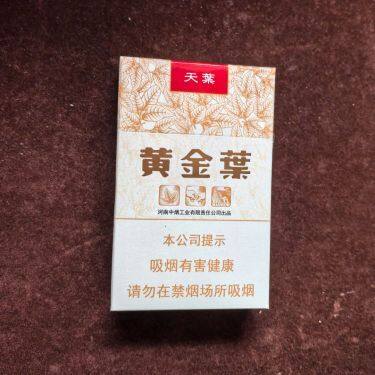 天葉
黄金葉
河南中烟工业有限责任公司出品
本公司提示
吸烟有害健康
请勿在禁烟场所吸烟